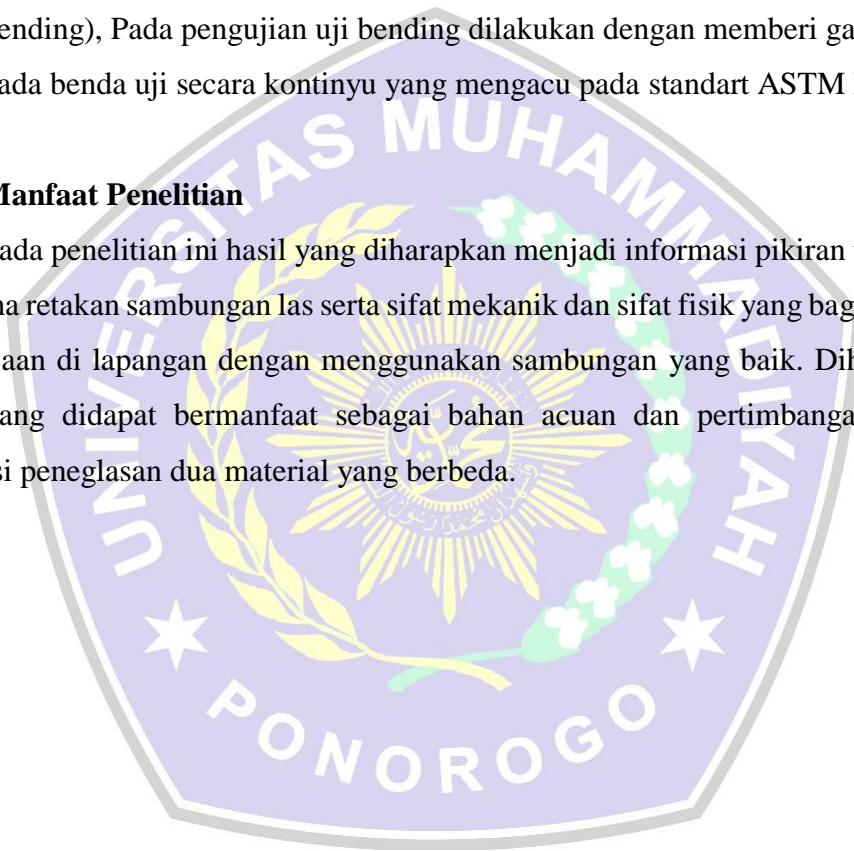 ending), Pada pengujian uji bending dilakukan dengan memberi ga
ada benda uji secara kontinyu yang mengacu pada standart ASTM
Manfaat Penelitian
ada penelitian ini hasil yang diharapkan menjadi informasi pikiran
na retakan sambungan las serta sifat mekanik dan sifat fisik yang bag
aan di lapangan dengan menggunakan sambungan yang baik. Dih
ang didapat bermanfaat sebagai bahan acuan dan pertimbanga
si peneglasan dua material yang berbeda.
UNIVERSITAS MUHAMMADIYAH
PONOROGO